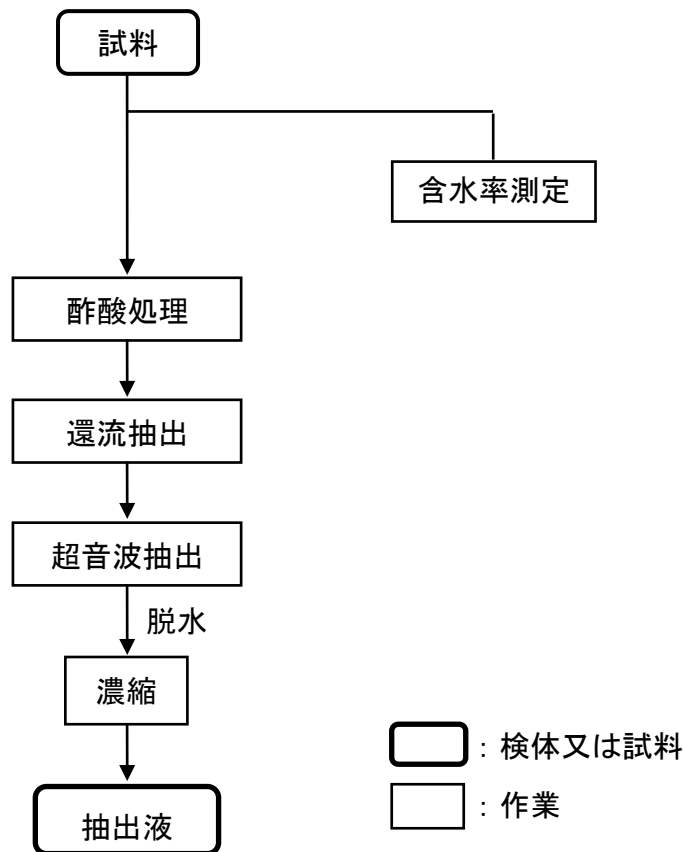 試料
含水率測定
酢酸処理
還流抽出
超音波抽出
脱水
濃縮
抽出液
：検体又は試料
：作業